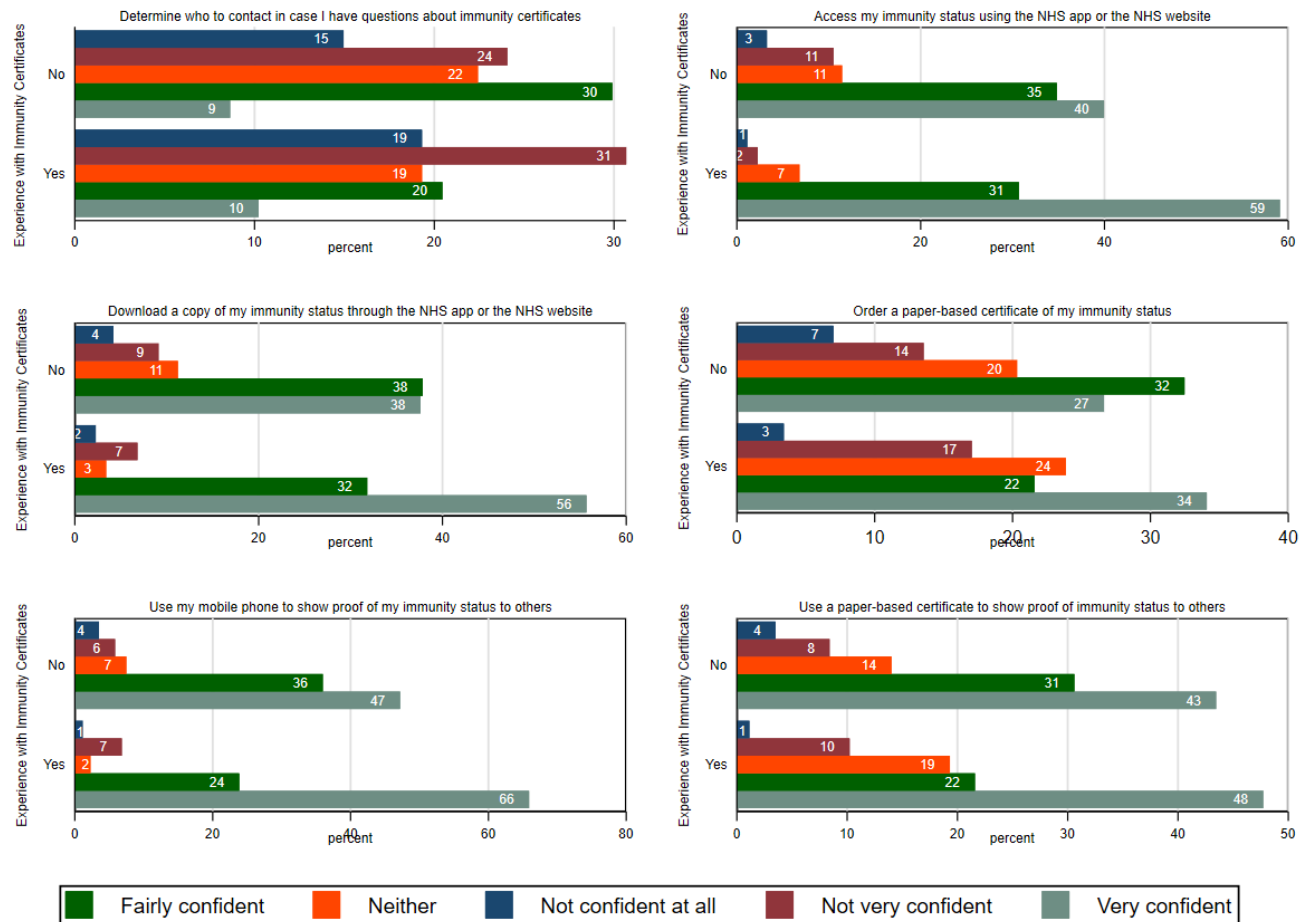 Determine who to contact in case I have questions about immunity certificates
Experience with Immunity Certificates
No
15
24
22
30
9
Yes
19
31
19
20
10
0 10 20 30
percent
Access my immunity status using the NHS app or the NHS website
Experience with Immunity Certificates
No
3
11
11
35
40
Yes
1
2
7
31
59
0 20 40 60
percent
Download a copy of my immunity status through the NHS app or the NHS website
Experience with Immunity Certificates
No
4
9
11
38
38
Yes
2
7
3
32
56
0 20 40 60
percent
Order a paper-based certificate of my immunity status
Experience with Immunity Certificates
No
7
14
20
32
27
Yes
3
17
24
22
34
0 10 20 30 40
percent
Use my mobile phone to show proof of my immunity status to others
Experience with Immunity Certificates
No
4
6
7
36
47
Yes
1
7
2
24
66
0 20 40 60 80
percent
Use a paper-based certificate to show proof of immunity status to others
Experience with Immunity Certificates
No
4
8
14
31
43
Yes
1
10
19
22
48
0 10 20 30 40 50
percent
Fairly confident Neither Not confident at all Not very confident Very confident